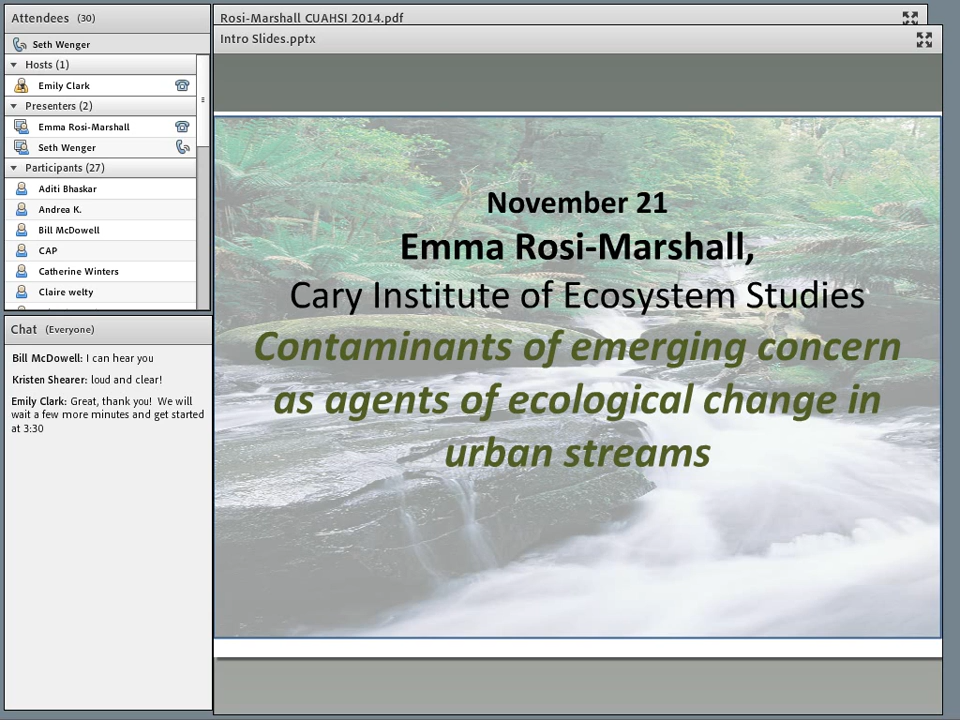 Attendees (30)
Seth Wenger
Hosts (1)
Emily Clark
Presenters (2)
Emma Rosi-Marshall
Seth Wenger
Participants (27)
Aditi Bhaskar
Andrea K.
Bill McDowell
CAP
Catherine Winters
Claire welty
Chat (Everyone)
Bill McDowell: I can hear you
Kristen Shearer: loud and clear!
Emily Clark: Great, thank you! We will
wait a few more minutes and get started
at 3:30
Rosi-Marshall CUAHSI 2014.pdf
Intro Slides.pptx
November 21
Emma Rosi-Marshall,
Cary Institute of Ecosystem Studies
Contaminants of emerging concern
as agents of ecological change in
urban streams